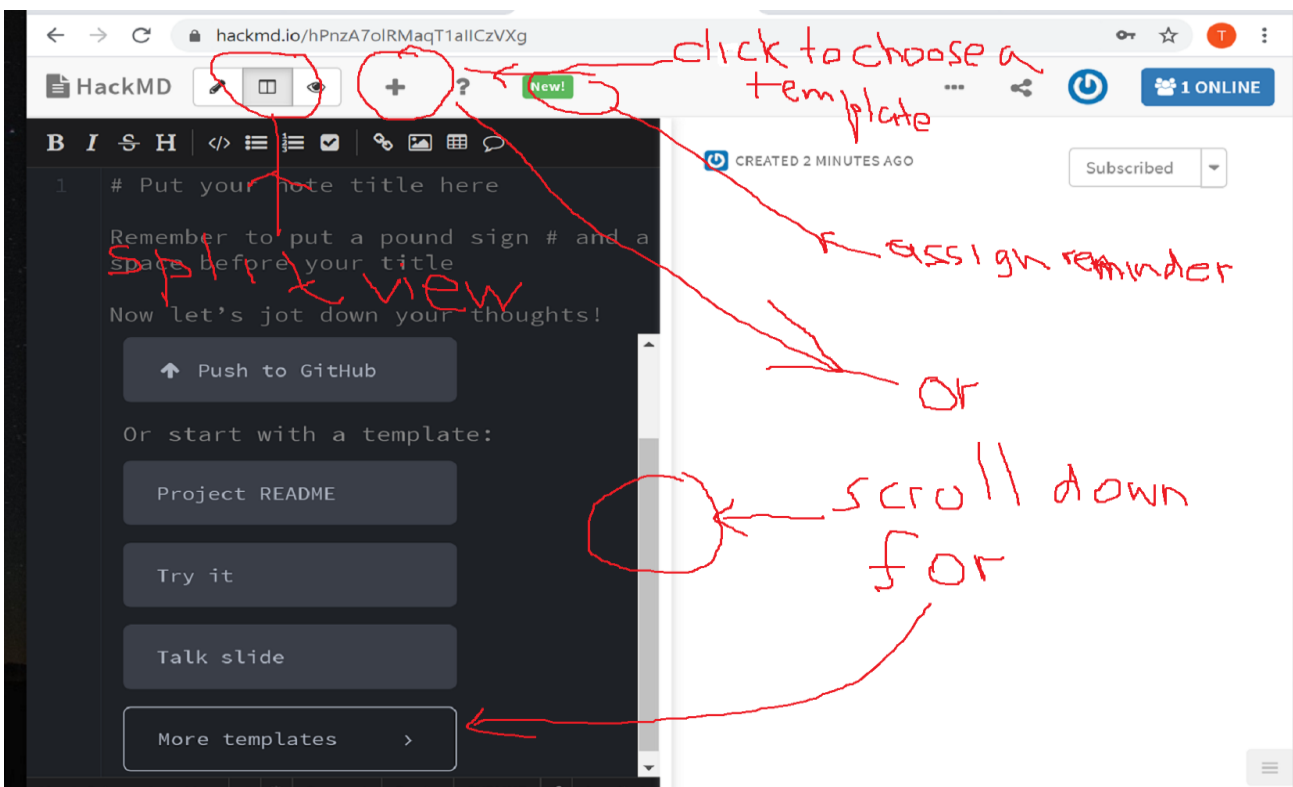 hackmd.io/hPnzA7olRMaqT1aIICzVXg
T
HackMD
+
?
New!
1 ONLINE
click to choose a
template
B I S H
CREATED 2 MINUTES AGO
Subscribed
1 # Put your note title here
Remember to put a pound sign # and a
space before your title
split view
assign reminder
Now let's jot down your thoughts!
Push to GitHub
or
Or start with a template:
Project README
scroll down
for
Try it
Talk slide
More templates >